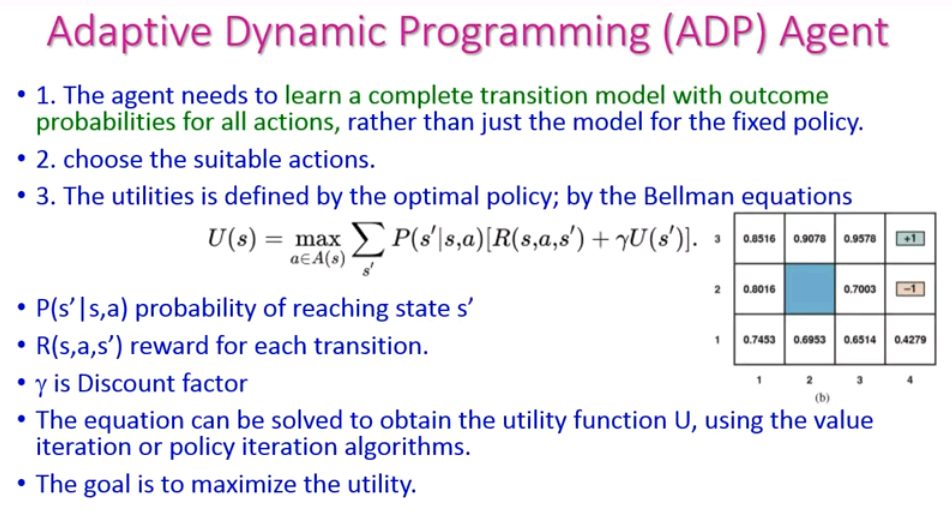 Adaptive Dynamic Programming (ADP) Agent
• 1. The agent needs to learn a complete transition model with outcome
probabilities for all actions, rather than just the model for the fixed policy.
• 2. choose the suitable actions.
• 3. The utilities is defined by the optimal policy; by the Bellman equations
U(s) = max_{a∈A(s)} ∑_{s'} P(s'|s,a)[R(s,a,s') + γU(s')].
3 0.8516 0.9078 0.9578 +1
2 0.8016 0.7003 −1
1 0.7453 0.6953 0.6514 0.4279
1 2 3 4
(b)
• P(s'|s,a) probability of reaching state s'
• R(s,a,s') reward for each transition.
• γ is Discount factor
• The equation can be solved to obtain the utility function U, using the value
iteration or policy iteration algorithms.
• The goal is to maximize the utility.